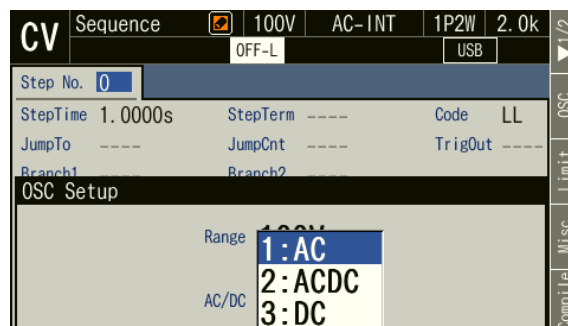 CV Sequence 100V AC-INT 1P2W 2.0k
OFF-L USB
Step No. 0
StepTime 1.0000s StepTerm ---- Code LL
JumpTo ---- JumpCnt ---- TrigOut ----
Branch1 Branch2
OSC Setup
Range 100V
1:AC
2:ACDC
AC/DC 3:DC
▼1/2
OSC
Limit
Misc
Compile